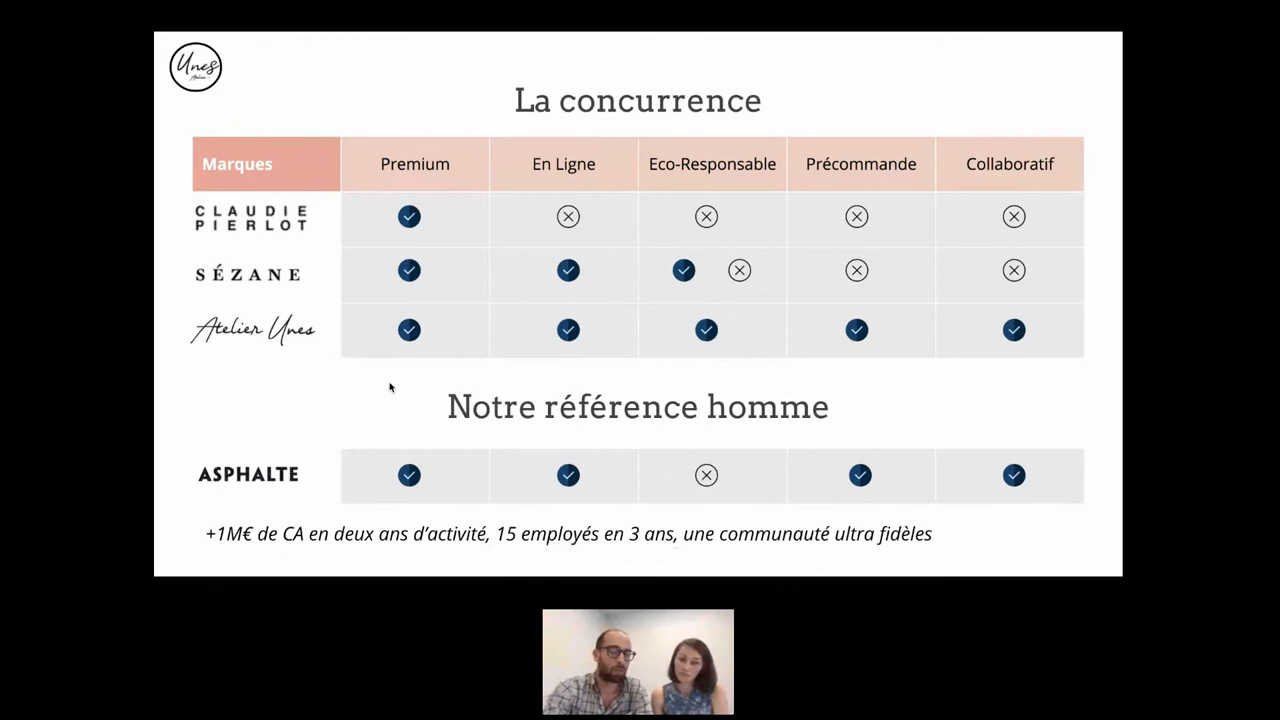 Unes
Atelier
La concurrence
Marques Premium En Ligne Eco-Responsable Précommande Collaboratif
CLAUDIE
PIERLOT
SÉZANE
Atelier Unes
Notre référence homme
ASPHALTE
+1M€ de CA en deux ans d’activité, 15 employés en 3 ans, une communauté ultra fidèles